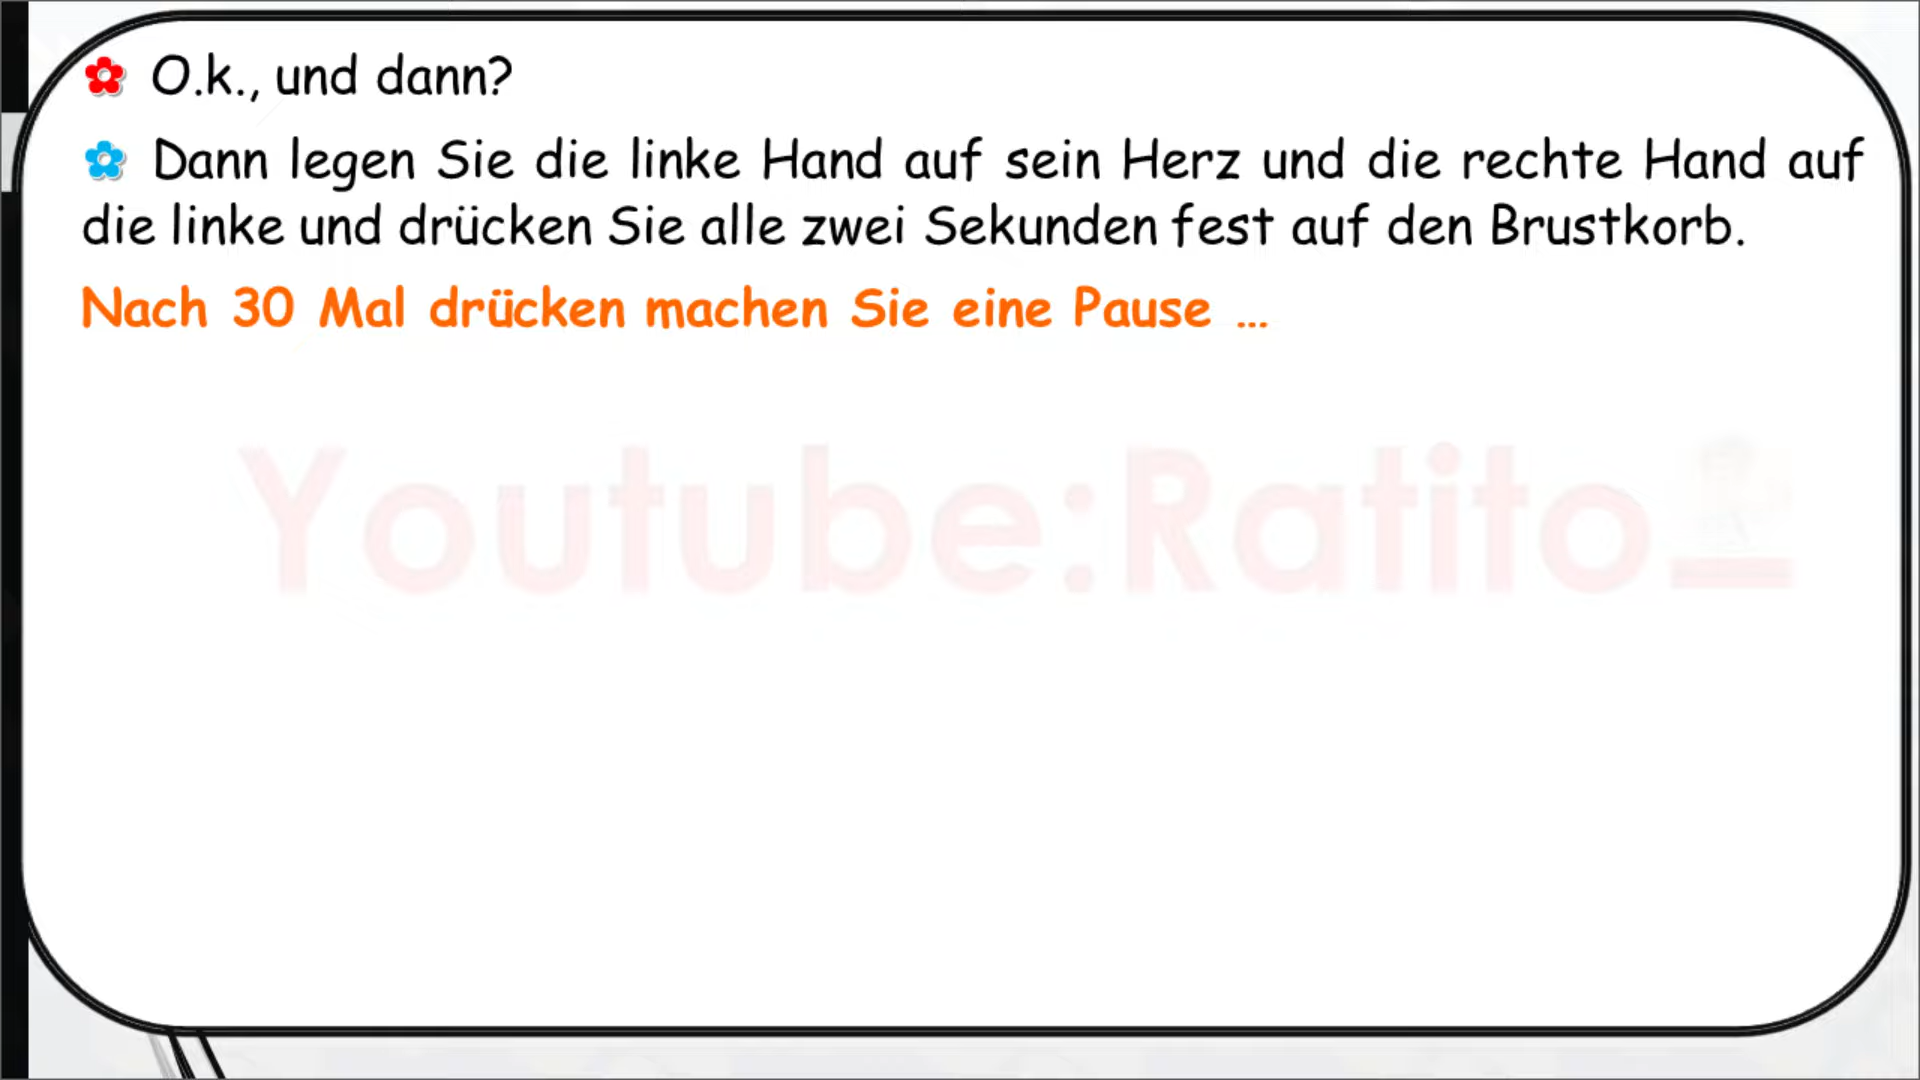 O.k., und dann?
Dann legen Sie die linke Hand auf sein Herz und die rechte Hand auf
die linke und drücken Sie alle zwei Sekunden fest auf den Brustkorb.
Nach 30 Mal drücken machen Sie eine Pause ...
Youtube:Ratito